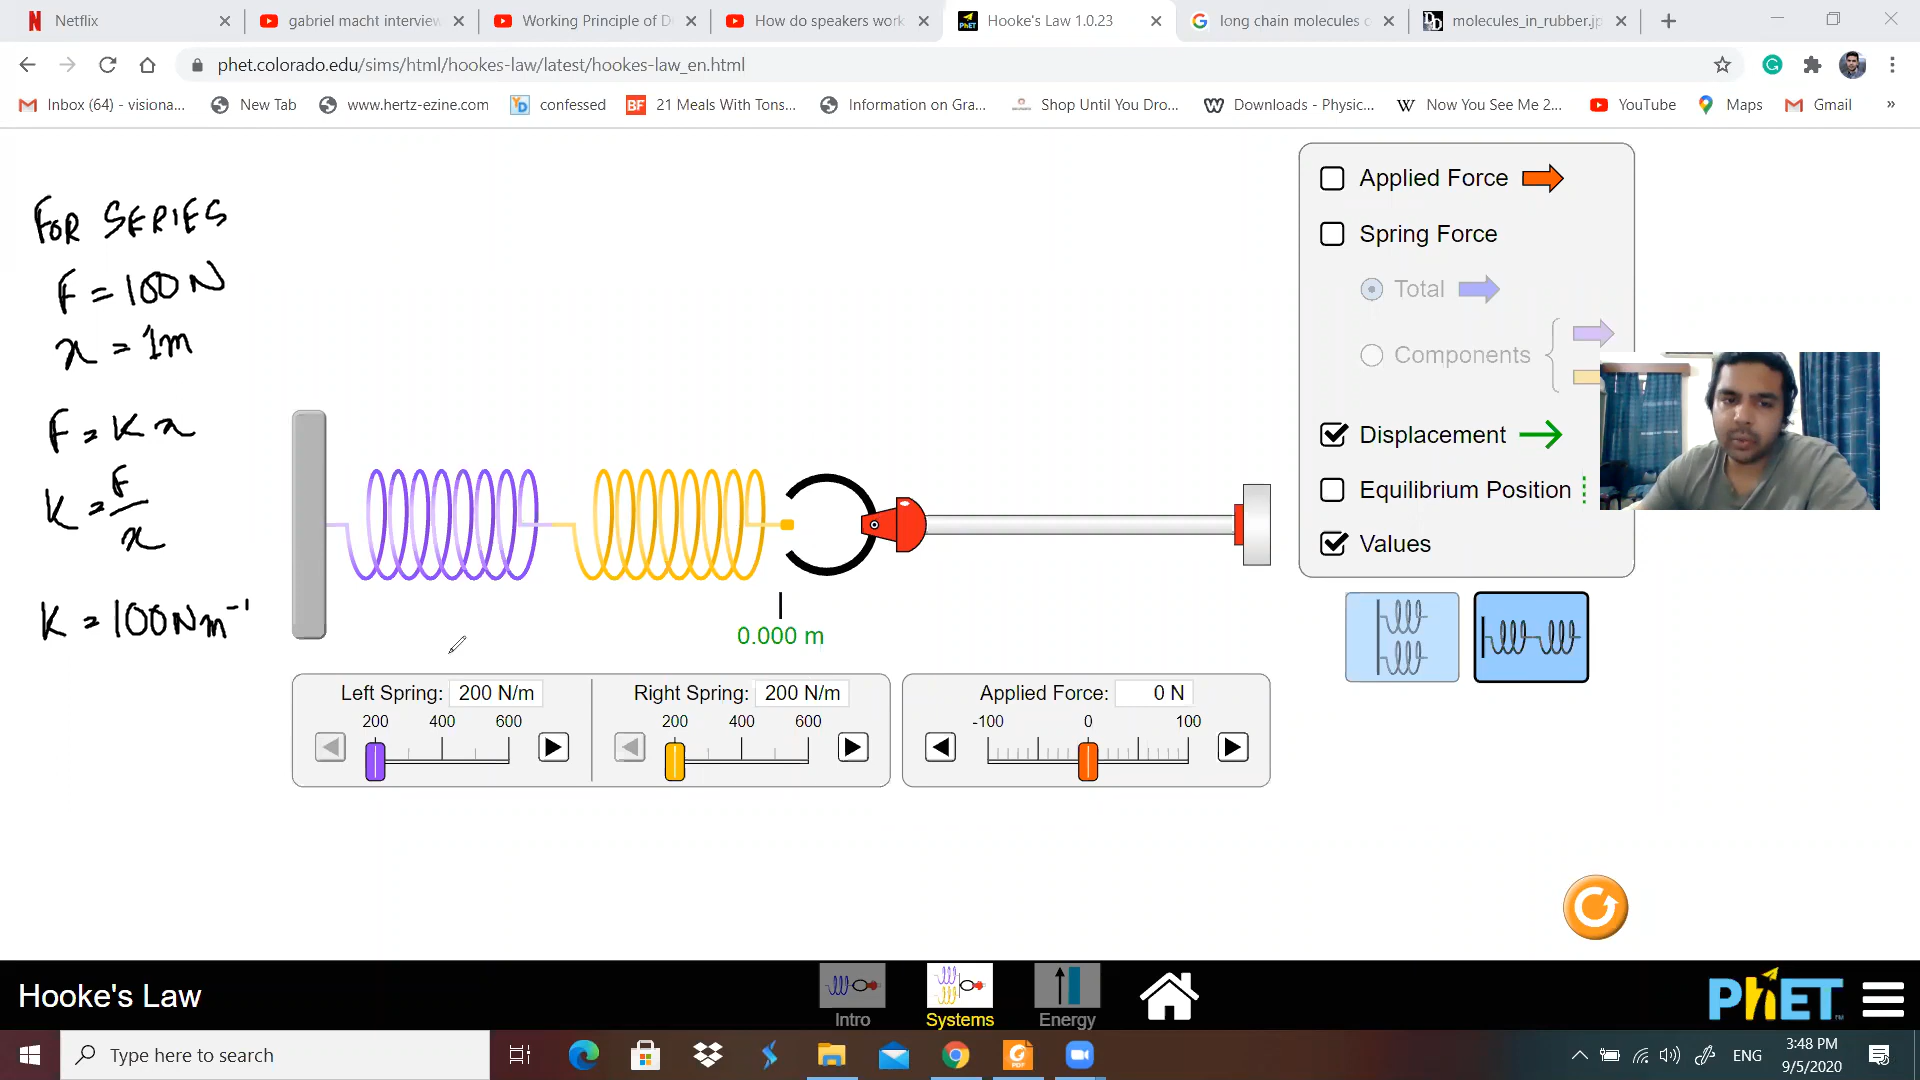 Netflix
gabriel macht interview
Working Principle of D
How do speakers work
Hooke's Law 1.0.23
long chain molecules o
molecules_in_rubber.jp
phet.colorado.edu/sims/html/hookes-law/latest/hookes-law_en.html
Inbox (64) - visiona...
New Tab
www.hertz-ezine.com
confessed
21 Meals With Tons...
Information on Gra...
Shop Until You Dro...
Downloads - Physic...
Now You See Me 2...
YouTube
Maps
Gmail
»
FOR SERIES
F = 100 N
x = 1m
F = K x
K = F/x
K = 100Nm⁻¹
0.000 m
Applied Force
Spring Force
Total
Components
Displacement
Equilibrium Position
Values
Left Spring: 200 N/m
200 400 600
Right Spring: 200 N/m
200 400 600
Applied Force: 0 N
-100 0 100
Hooke's Law
Intro
Systems
Energy
PhET
Type here to search
ENG
3:48 PM
9/5/2020